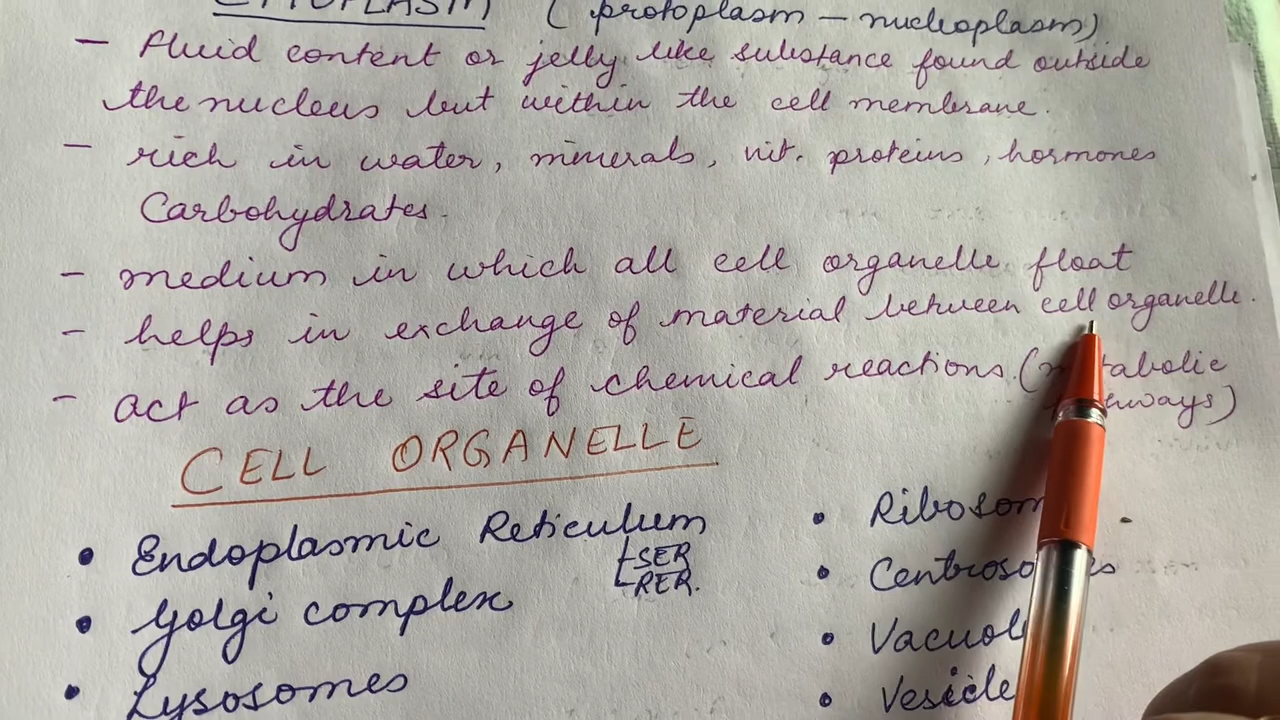 CYTOPLASM (protoplasm – nucleoplasm)
– Fluid content or jelly like substance found outside
the nucleus but within the cell membrane.
– rich in water, minerals, vit. proteins, hormones
Carbohydrates.
– medium in which all cell organelle float
– helps in exchange of material between cell organelle.
– act as the site of chemical reactions (
CELL ORGANELLE
• Endoplasmic Reticulum
SER
RER.
• Golgi complex
• Lysosomes
•
•
•
•